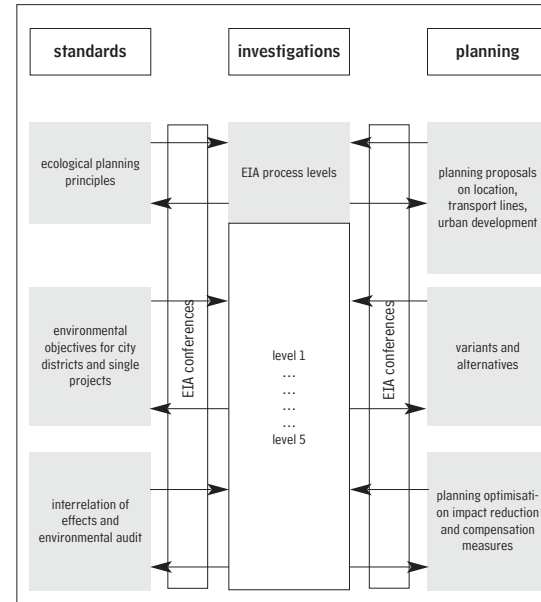 standards
investigations
planning
ecological planning
principles
EIA process levels
planning proposals
on location,
transport lines,
urban development
EIA conferences
EIA conferences
environmental
objectives for city
districts and single
projects
level 1
...
...
...
...
level 5
variants and
alternatives
interrelation of
effects and
environmental audit
planning optimisati-
on impact reduction
and compensation
measures